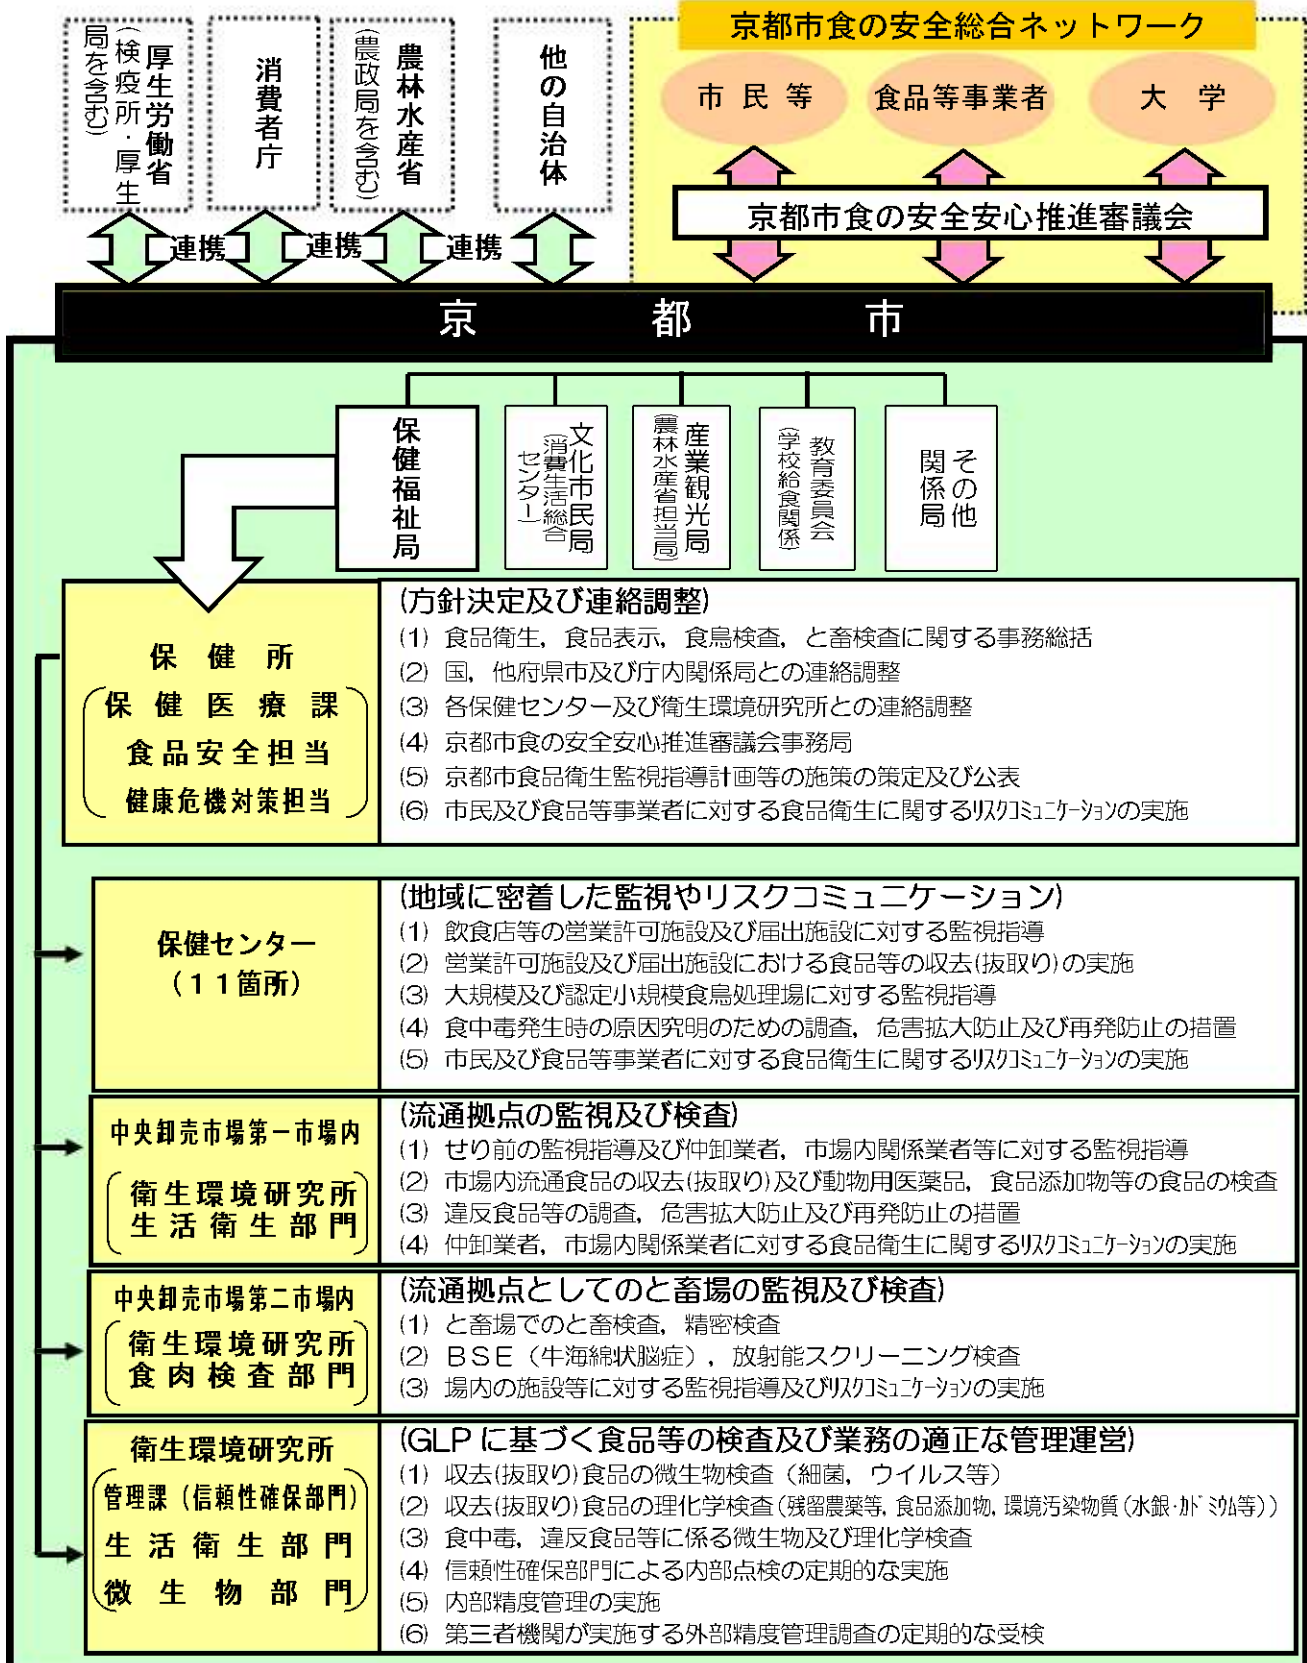 厚生労働省
（検疫所・厚生
局を含む）
消費者庁
農林水産省
（農政局を含む）
他の自治体
京都市食の安全総合ネットワーク
市民等
食品等事業者
大学
京都市食の安全安心推進審議会
連携
連携
連携
京都市
保健福祉局
文化市民局
（消費生活総合
センター）
産業観光局
（農林水産省担当局）
教育委員会
（学校給食関係）
その他
関係局
保健所
保健医療課
食品安全担当
健康危機対策担当
(方針決定及び連絡調整)
(1) 食品衛生，食品表示，食鳥検査，と畜検査に関する事務総括
(2) 国，他府県市及び庁内関係局との連絡調整
(3) 各保健センター及び衛生環境研究所との連絡調整
(4) 京都市食の安全安心推進審議会事務局
(5) 京都市食品衛生監視指導計画等の施策の策定及び公表
(6) 市民及び食品等事業者に対する食品衛生に関するﾘｽｸｺﾐｭﾆｹｰｼｮﾝの実施
保健センター
（１１箇所）
(地域に密着した監視やリスクコミュニケーション)
(1) 飲食店等の営業許可施設及び届出施設に対する監視指導
(2) 営業許可施設及び届出施設における食品等の収去(抜取り)の実施
(3) 大規模及び認定小規模食鳥処理場に対する監視指導
(4) 食中毒発生時の原因究明のための調査，危害拡大防止及び再発防止の措置
(5) 市民及び食品等事業者に対する食品衛生に関するﾘｽｸｺﾐｭﾆｹｰｼｮﾝの実施
中央卸売市場第一市場内
衛生環境研究所
生活衛生部門
(流通拠点の監視及び検査)
(1) せり前の監視指導及び仲卸業者，市場内関係業者等に対する監視指導
(2) 市場内流通食品の収去(抜取り)及び動物用医薬品，食品添加物等の食品の検査
(3) 違反食品等の調査，危害拡大防止及び再発防止の措置
(4) 仲卸業者，市場内関係業者に対する食品衛生に関するﾘｽｸｺﾐｭﾆｹｰｼｮﾝの実施
中央卸売市場第二市場内
衛生環境研究所
食肉検査部門
(流通拠点としてのと畜場の監視及び検査)
(1) と畜場でのと畜検査，精密検査
(2) ＢＳＥ（牛海綿状脳症），放射能スクリーニング検査
(3) 場内の施設等に対する監視指導及びﾘｽｸｺﾐｭﾆｹｰｼｮﾝの実施
衛生環境研究所
管理課（信頼性確保部門）
生活衛生部門
微生物部門
(GLP に基づく食品等の検査及び業務の適正な管理運営)
(1) 収去(抜取り)食品の微生物検査（細菌，ウイルス等）
(2) 収去(抜取り)食品の理化学検査（残留農薬等，食品添加物，環境汚染物質（水銀・ｶﾄﾞﾐｳﾑ等））
(3) 食中毒，違反食品等に係る微生物及び理化学検査
(4) 信頼性確保部門による内部点検の定期的な実施
(5) 内部精度管理の実施
(6) 第三者機関が実施する外部精度管理調査の定期的な受検